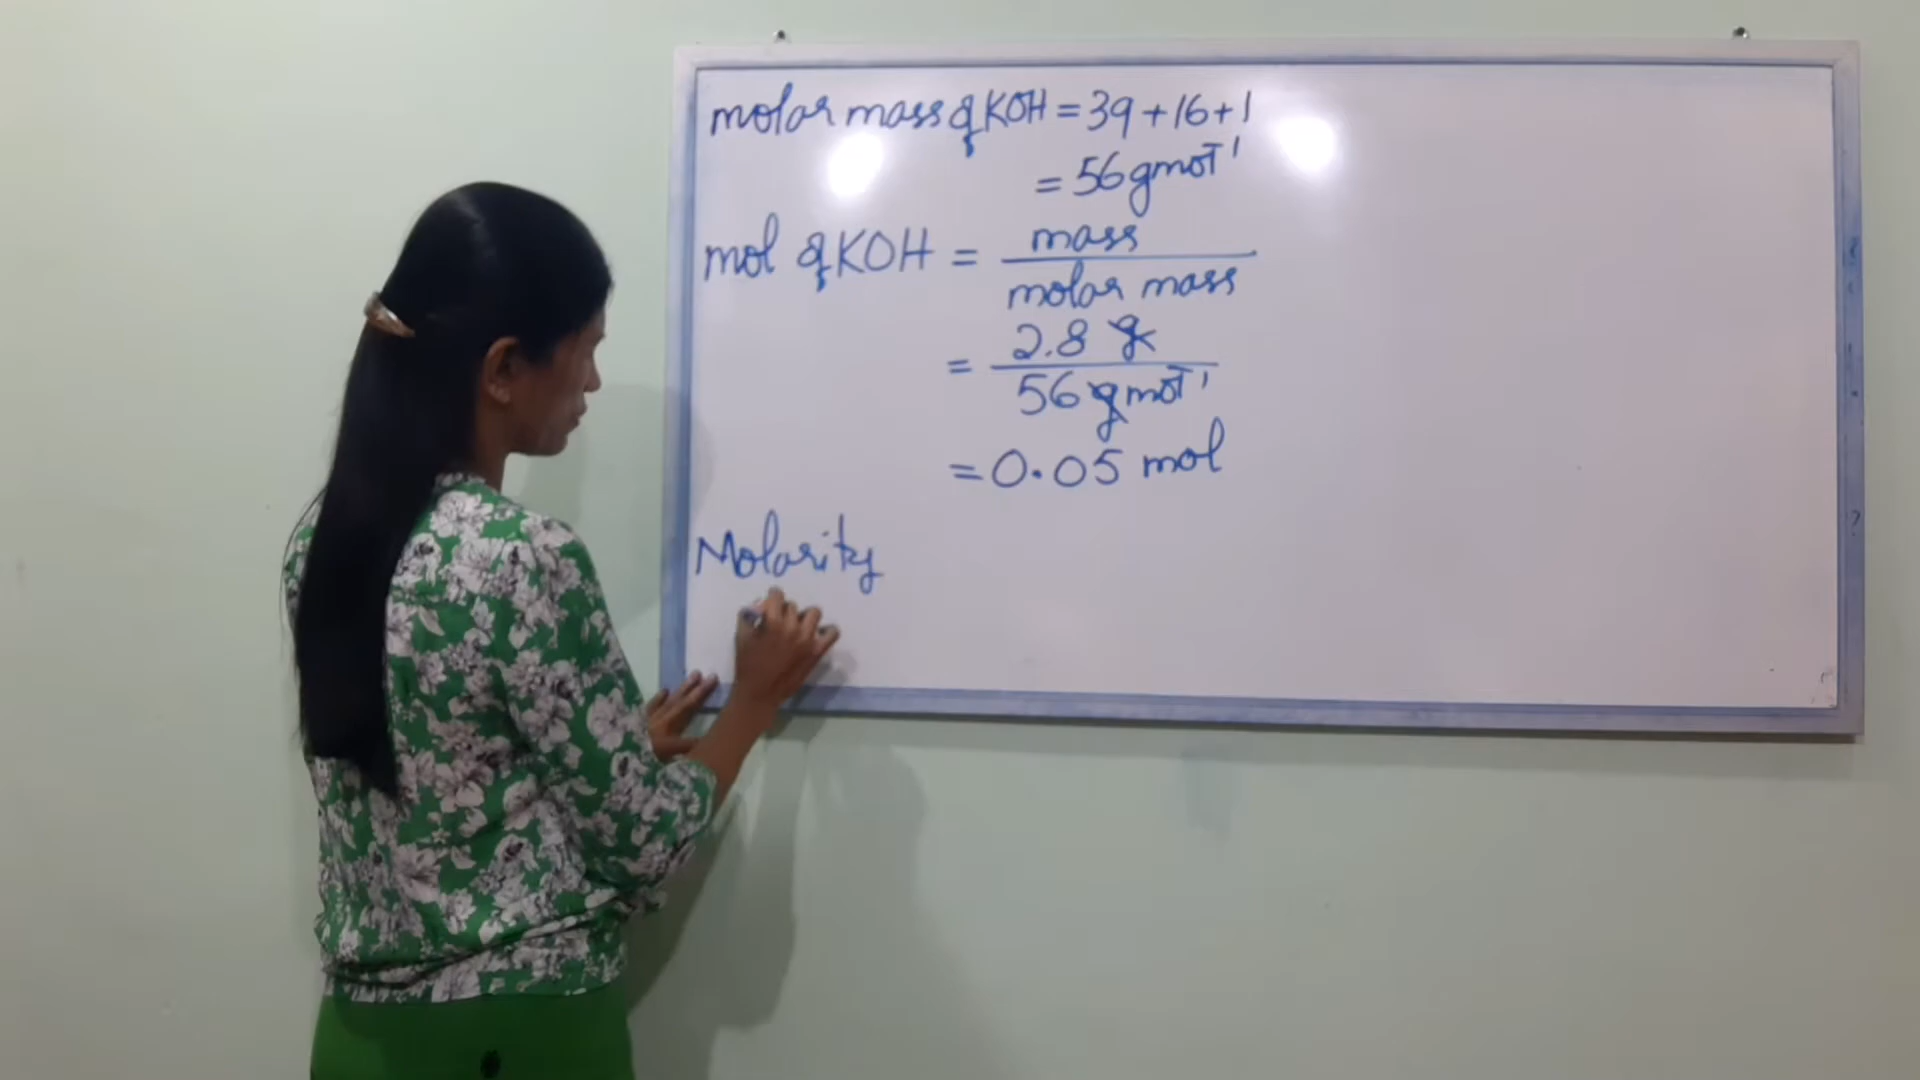 molar mass of KOH = 39 + 16 + 1
= 56 g mol⁻¹
mol of KOH = mass / molar mass
= 2.8 g / 56 g mol⁻¹
= 0.05 mol
Molarity